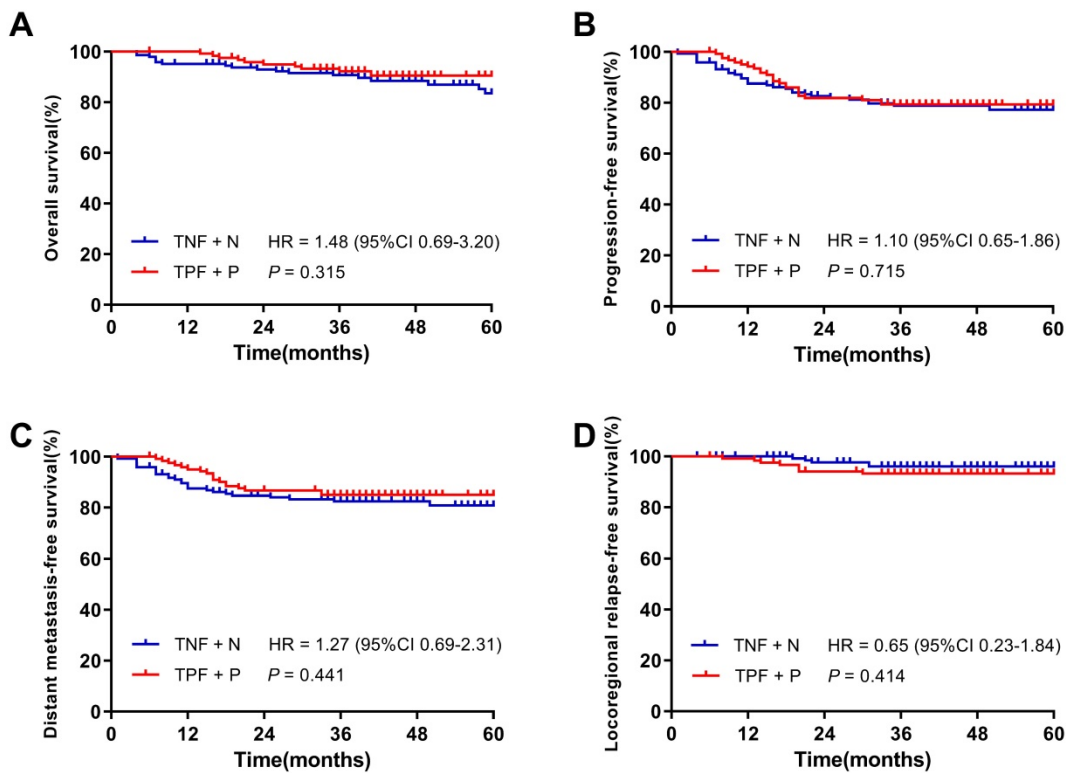 A
Overall survival(%)
100
80
60
40
20
0
TNF + N HR = 1.48 (95%CI 0.69-3.20)
TPF + P P = 0.315
0 12 24 36 48 60
Time(months)
B
Progression-free survival(%)
100
80
60
40
20
0
TNF + N HR = 1.10 (95%CI 0.65-1.86)
TPF + P P = 0.715
0 12 24 36 48 60
Time(months)
C
Distant metastasis-free survival(%)
100
80
60
40
20
0
TNF + N HR = 1.27 (95%CI 0.69-2.31)
TPF + P P = 0.441
0 12 24 36 48 60
Time(months)
D
Locoregional relapse-free survival(%)
100
80
60
40
20
0
TNF + N HR = 0.65 (95%CI 0.23-1.84)
TPF + P P = 0.414
0 12 24 36 48 60
Time(months)